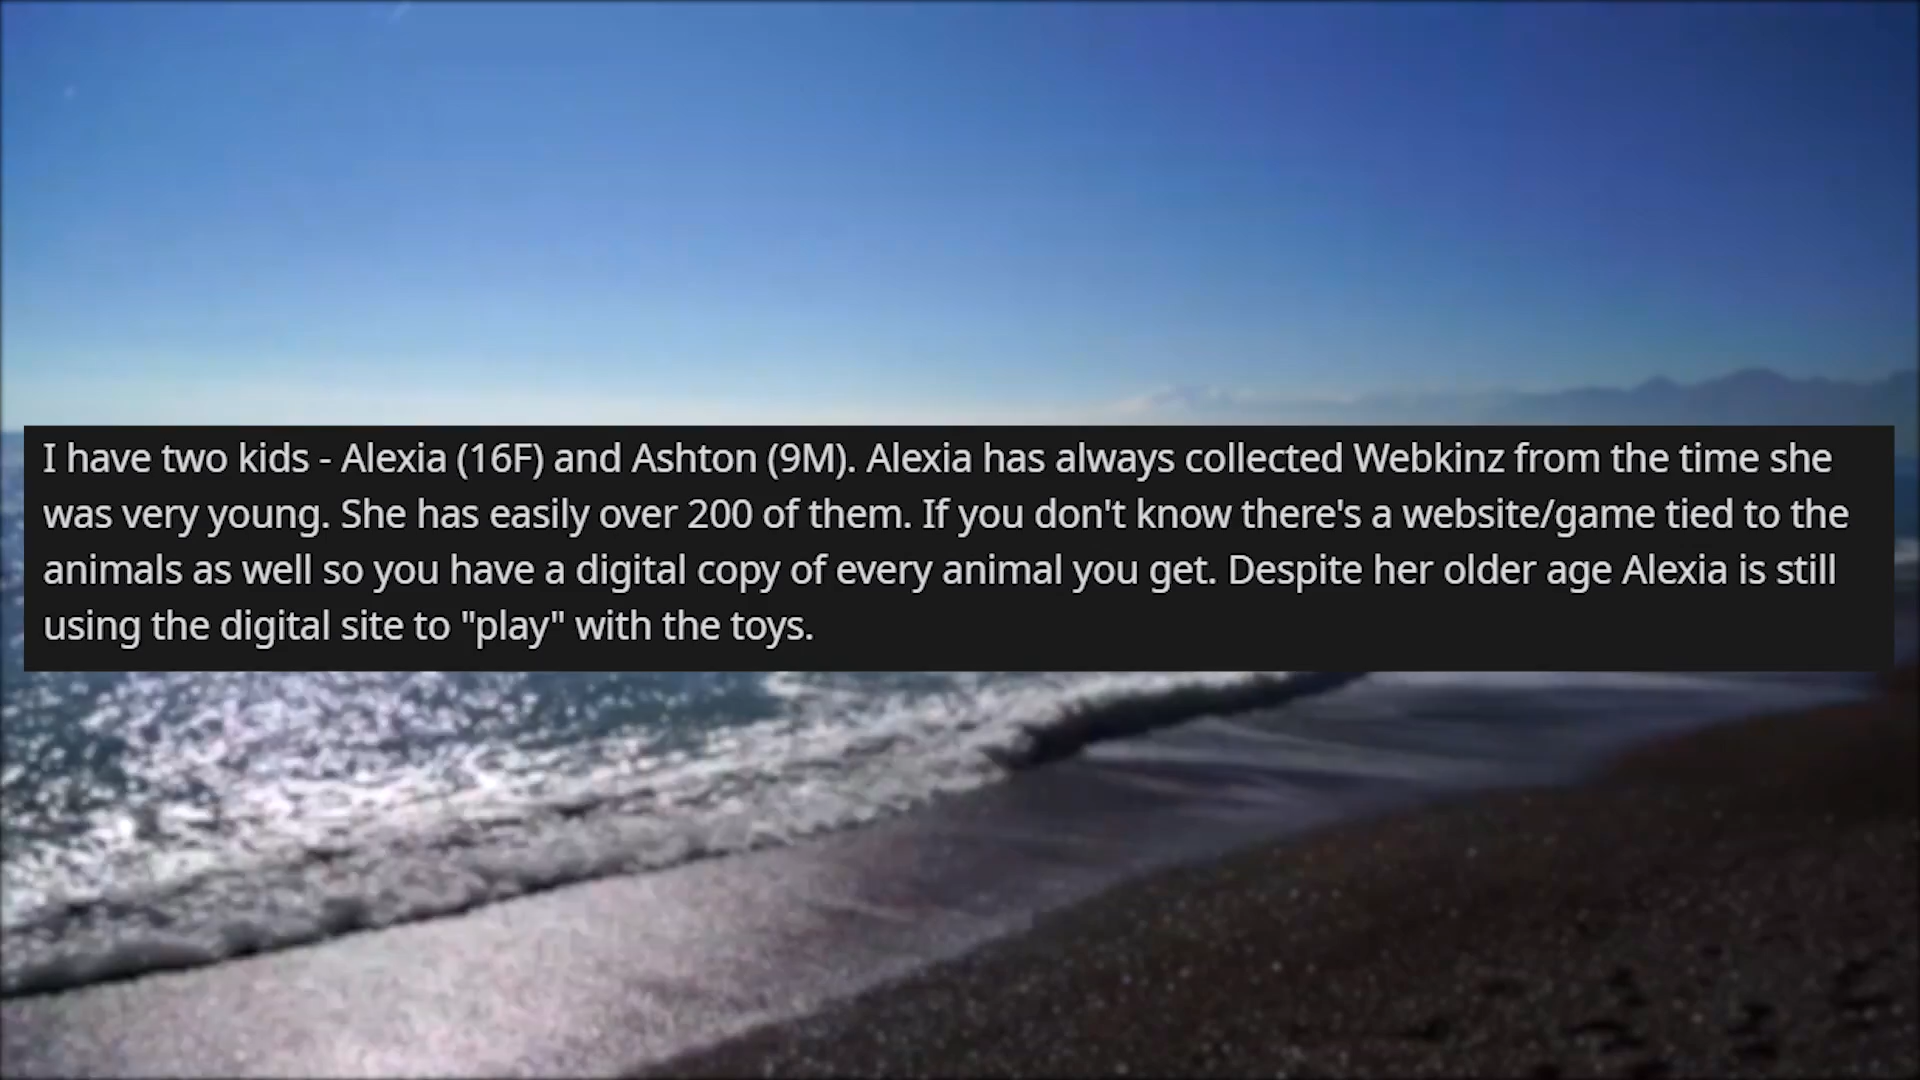 I have two kids - Alexia (16F) and Ashton (9M). Alexia has always collected Webkinz from the time she
was very young. She has easily over 200 of them. If you don't know there's a website/game tied to the
animals as well so you have a digital copy of every animal you get. Despite her older age Alexia is still
using the digital site to "play" with the toys.